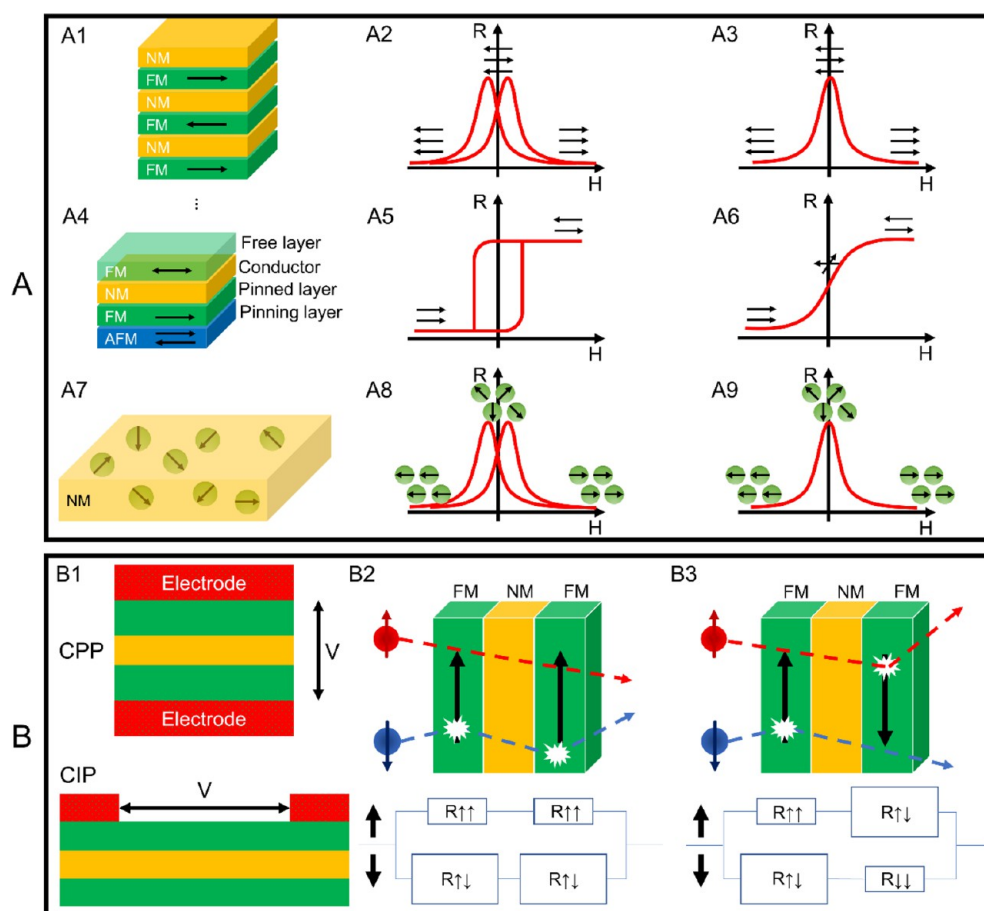 A
A1
NM
FM
NM
FM
NM
FM
...
A2
R
H
A3
R
H
A4
Free layer
FM
Conductor
NM
Pinned layer
FM
Pinning layer
AFM
A5
R
H
A6
R
H
A7
NM
A8
R
H
A9
R
H
B
B1
Electrode
CPP
V
Electrode
CIP
V
B2
FM NM FM
R↑↑ R↑↑
R↑↓ R↑↓
B3
FM NM FM
R↑↑ R↑↓
R↑↓ R↓↓